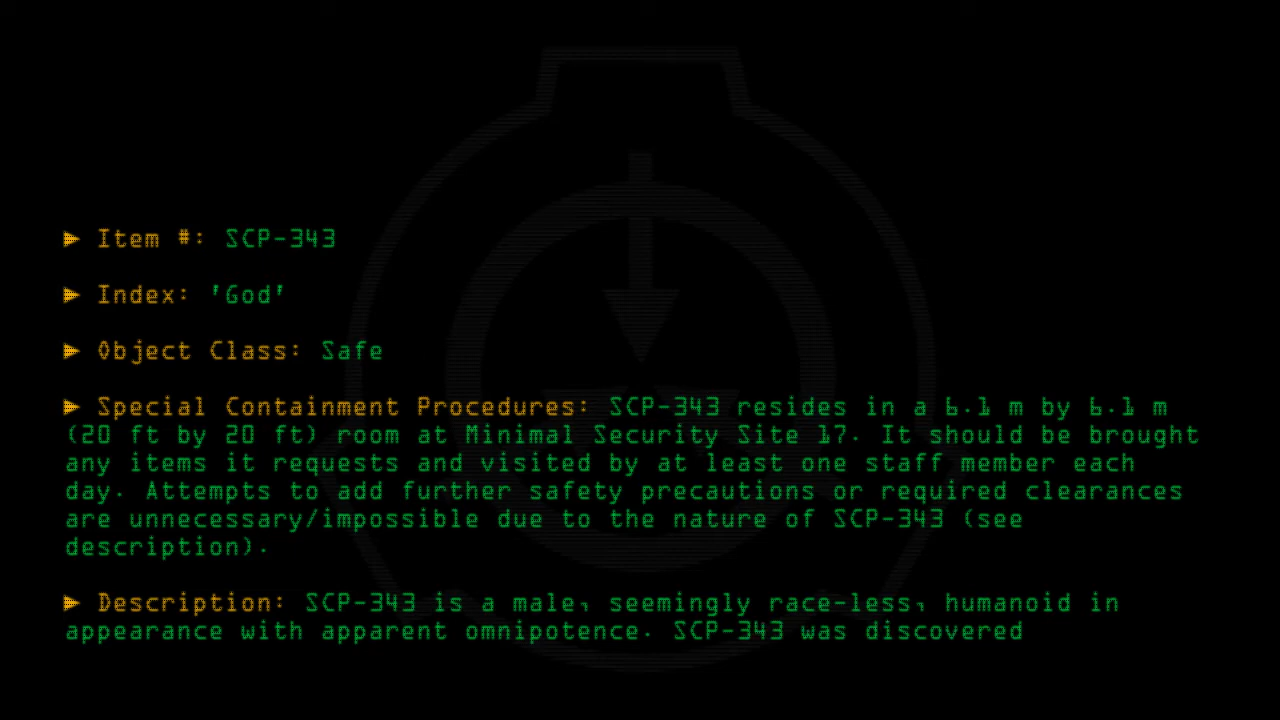 ► Item #: SCP-343
► Index: 'God'
► Object Class: Safe
► Special Containment Procedures: SCP-343 resides in a 6.1 m by 6.1 m
(20 ft by 20 ft) room at Minimal Security Site 17. It should be brought
any items it requests and visited by at least one staff member each
day. Attempts to add further safety precautions or required clearances
are unnecessary/impossible due to the nature of SCP-343 (see
description).
► Description: SCP-343 is a male, seemingly race-less, humanoid in
appearance with apparent omnipotence. SCP-343 was discovered